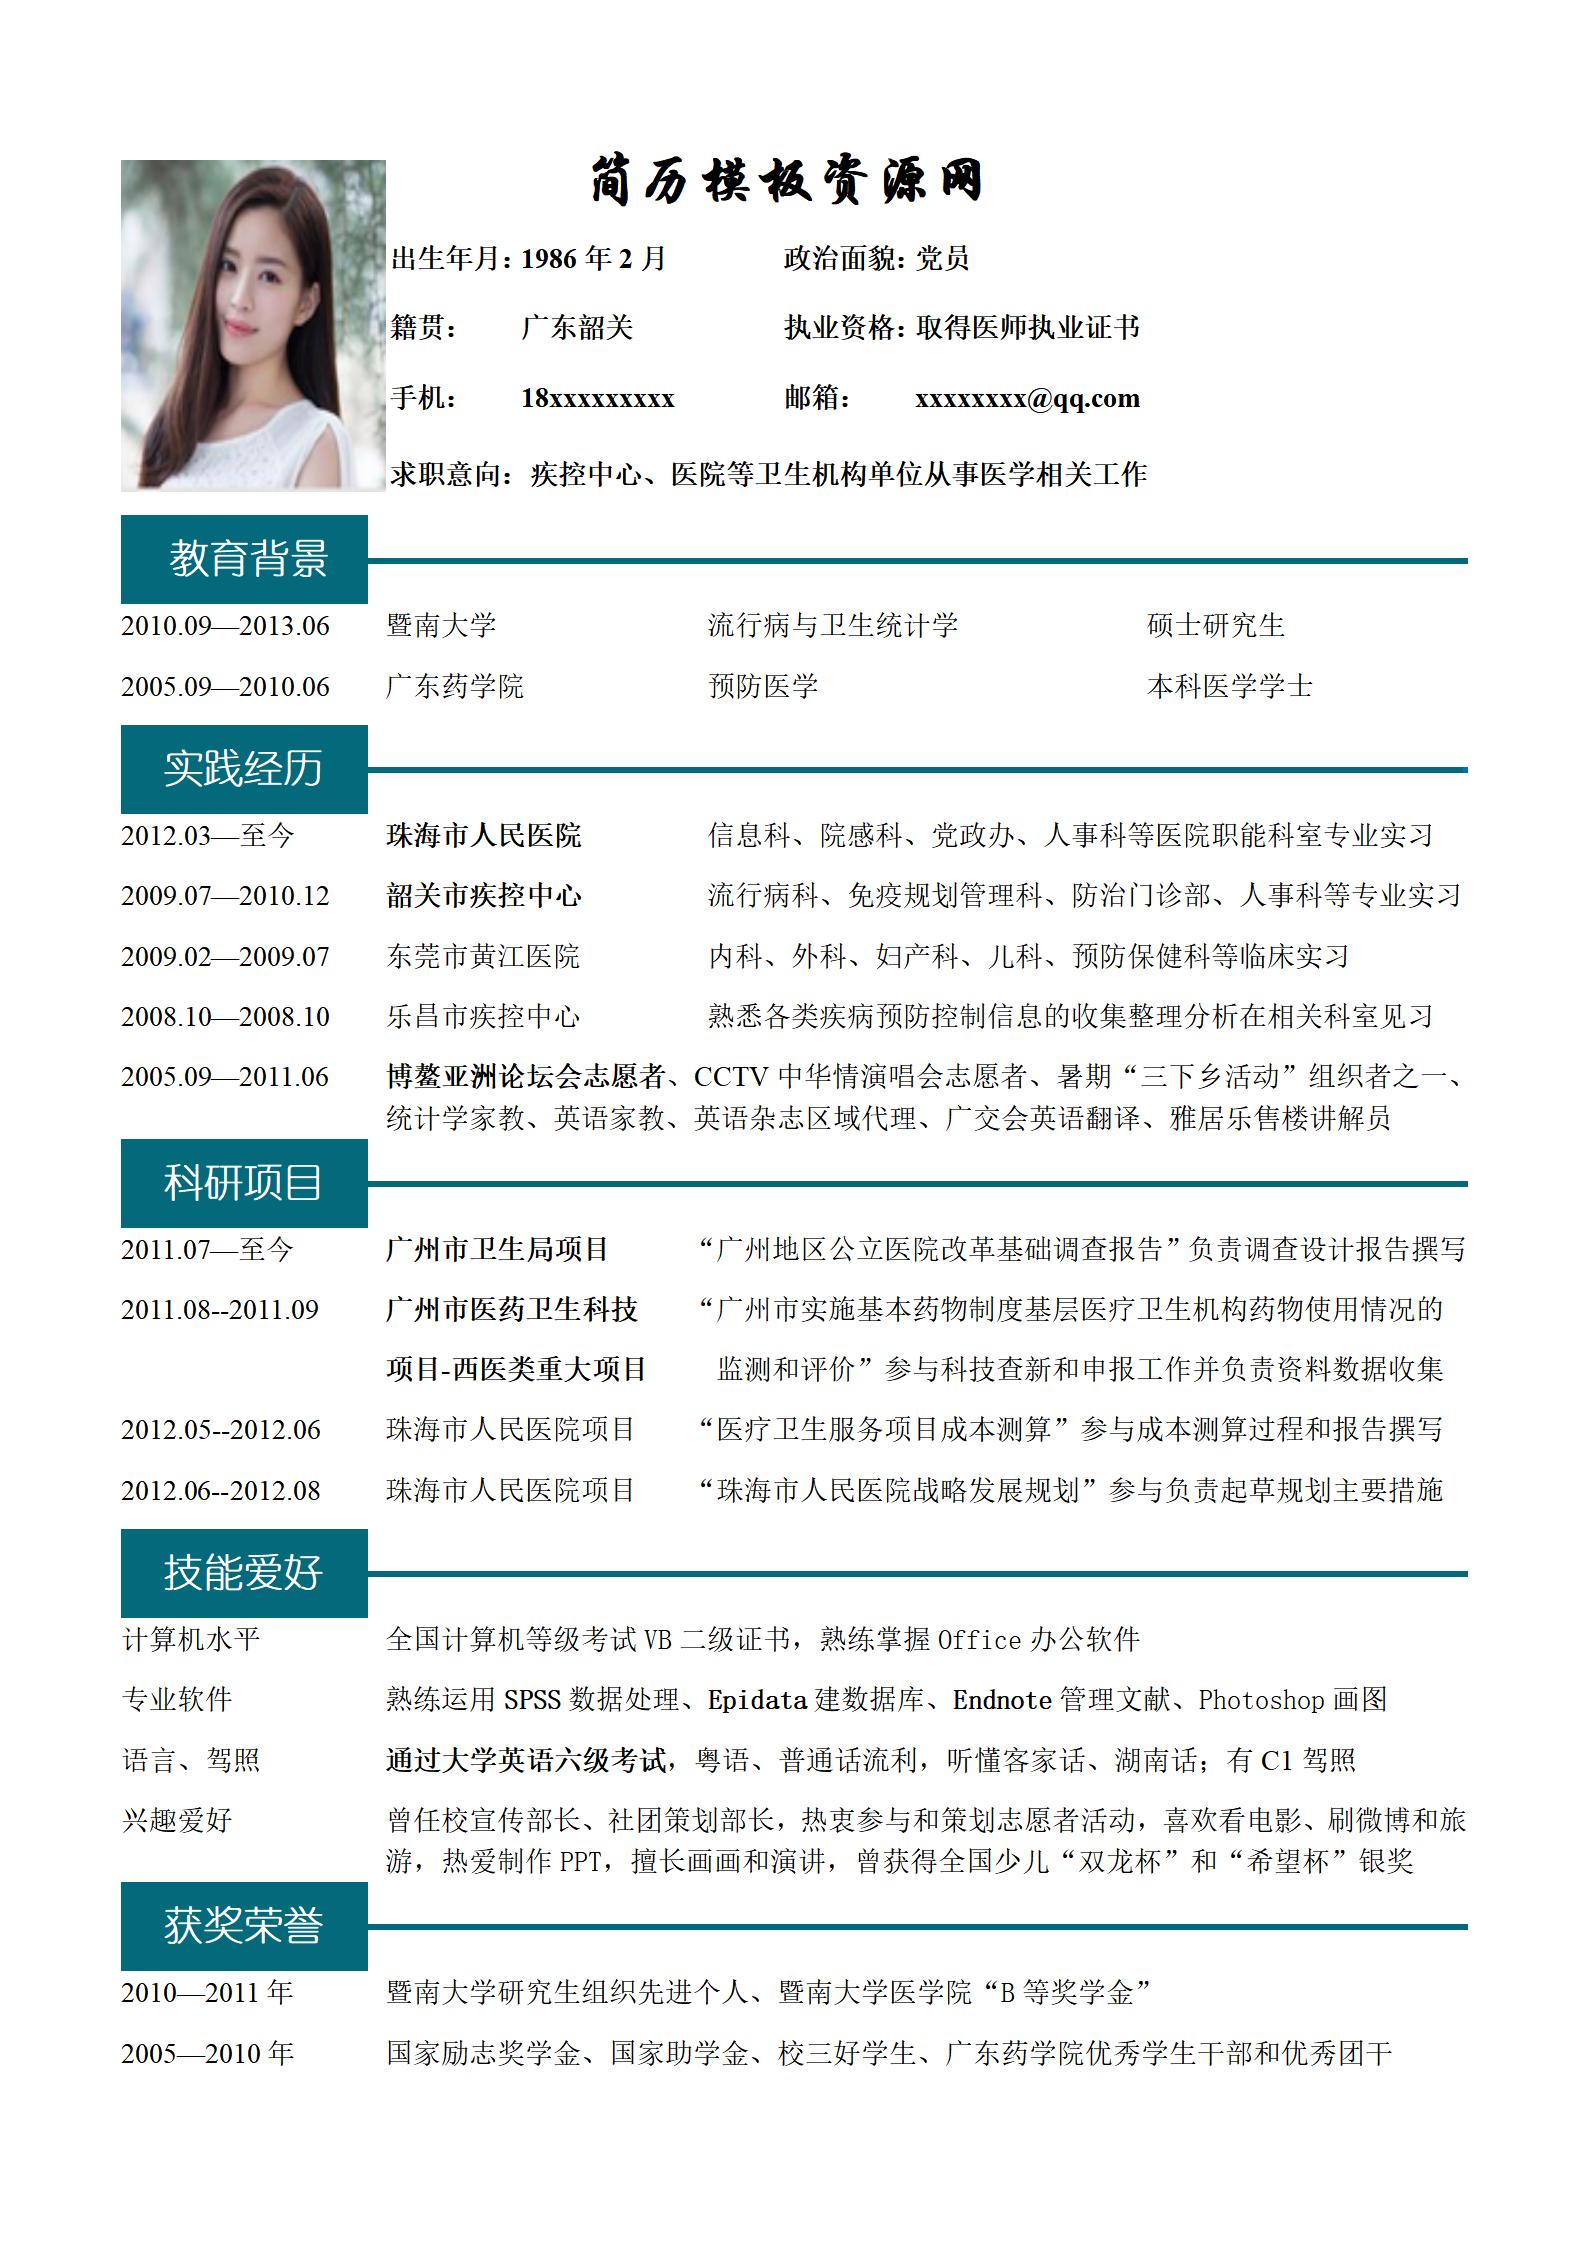 简历模板资源网
出生年月：1986 年 2 月 政治面貌：党员
籍贯： 广东韶关 执业资格：取得医师执业证书
手机： 18xxxxxxxxx 邮箱： xxxxxxxx@qq.com
求职意向：疾控中心、医院等卫生机构单位从事医学相关工作
教育背景
2010.09—2013.06 暨南大学 流行病与卫生统计学 硕士研究生
2005.09—2010.06 广东药学院 预防医学 本科医学学士
实践经历
2012.03—至今 珠海市人民医院 信息科、院感科、党政办、人事科等医院职能科室专业实习
2009.07—2010.12 韶关市疾控中心 流行病科、免疫规划管理科、防治门诊部、人事科等专业实习
2009.02—2009.07 东莞市黄江医院 内科、外科、妇产科、儿科、预防保健科等临床实习
2008.10—2008.10 乐昌市疾控中心 熟悉各类疾病预防控制信息的收集整理分析在相关科室见习
2005.09—2011.06 博鳌亚洲论坛会志愿者、CCTV 中华情演唱会志愿者、暑期“三下乡活动”组织者之一、
统计学家教、英语家教、英语杂志区域代理、广交会英语翻译、雅居乐售楼讲解员
科研项目
2011.07—至今 广州市卫生局项目 “广州地区公立医院改革基础调查报告”负责调查设计报告撰写
2011.08--2011.09 广州市医药卫生科技 “广州市实施基本药物制度基层医疗卫生机构药物使用情况的
项目-西医类重大项目 监测和评价”参与科技查新和申报工作并负责资料数据收集
2012.05--2012.06 珠海市人民医院项目 “医疗卫生服务项目成本测算”参与成本测算过程和报告撰写
2012.06--2012.08 珠海市人民医院项目 “珠海市人民医院战略发展规划”参与负责起草规划主要措施
技能爱好
计算机水平 全国计算机等级考试 VB 二级证书，熟练掌握 Office 办公软件
专业软件 熟练运用 SPSS 数据处理、Epidata 建数据库、Endnote 管理文献、Photoshop 画图
语言、驾照 通过大学英语六级考试，粤语、普通话流利，听懂客家话、湖南话；有 C1 驾照
兴趣爱好 曾任校宣传部长、社团策划部长，热衷参与和策划志愿者活动，喜欢看电影、刷微博和旅
游，热爱制作 PPT，擅长画画和演讲，曾获得全国少儿“双龙杯”和“希望杯”银奖
获奖荣誉
2010—2011 年 暨南大学研究生组织先进个人、暨南大学医学院“B 等奖学金”
2005—2010 年 国家励志奖学金、国家助学金、校三好学生、广东药学院优秀学生干部和优秀团干